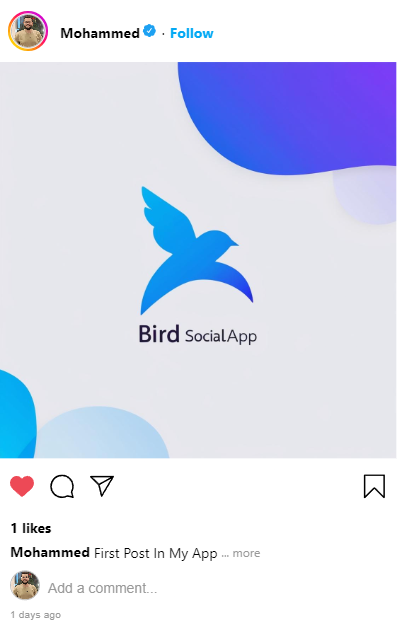 Mohammed · Follow
Bird SocialApp
1 likes
Mohammed First Post In My App ... more
Add a comment...
1 days ago